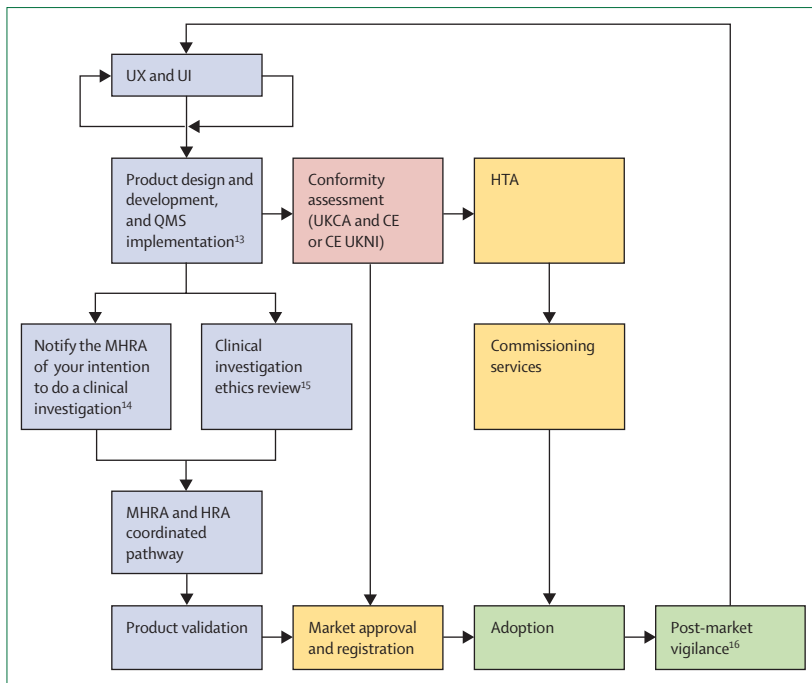 UX and UI
Product design and
development,
and QMS
implementation¹³
Conformity
assessment
(UKCA and CE
or CE UKNI)
HTA
Notify the MHRA
of your intention
to do a clinical
investigation¹⁴
Clinical
investigation
ethics review¹⁵
Commissioning
services
MHRA and HRA
coordinated
pathway
Product validation
Market approval
and registration
Adoption
Post-market
vigilance¹⁶